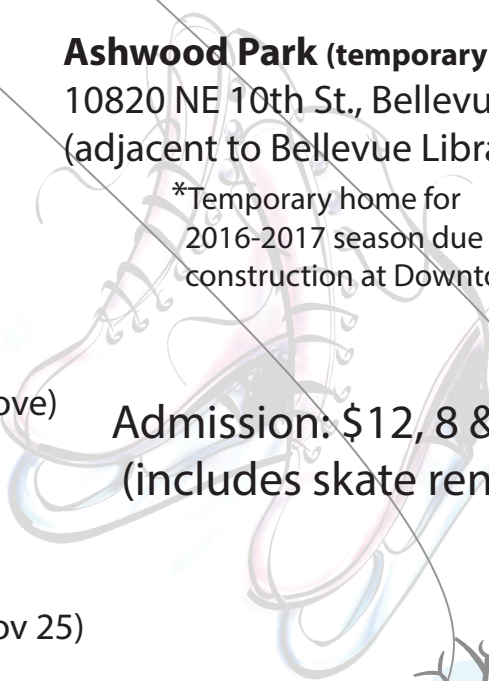 Ashwood Park (temporary
10820 NE 10th St., Bellevu
(adjacent to Bellevue Libra
*Temporary home for
2016-2017 season due
construction at Downto
ove)
Admission: $12, 8 &
(includes skate ren
ov 25)